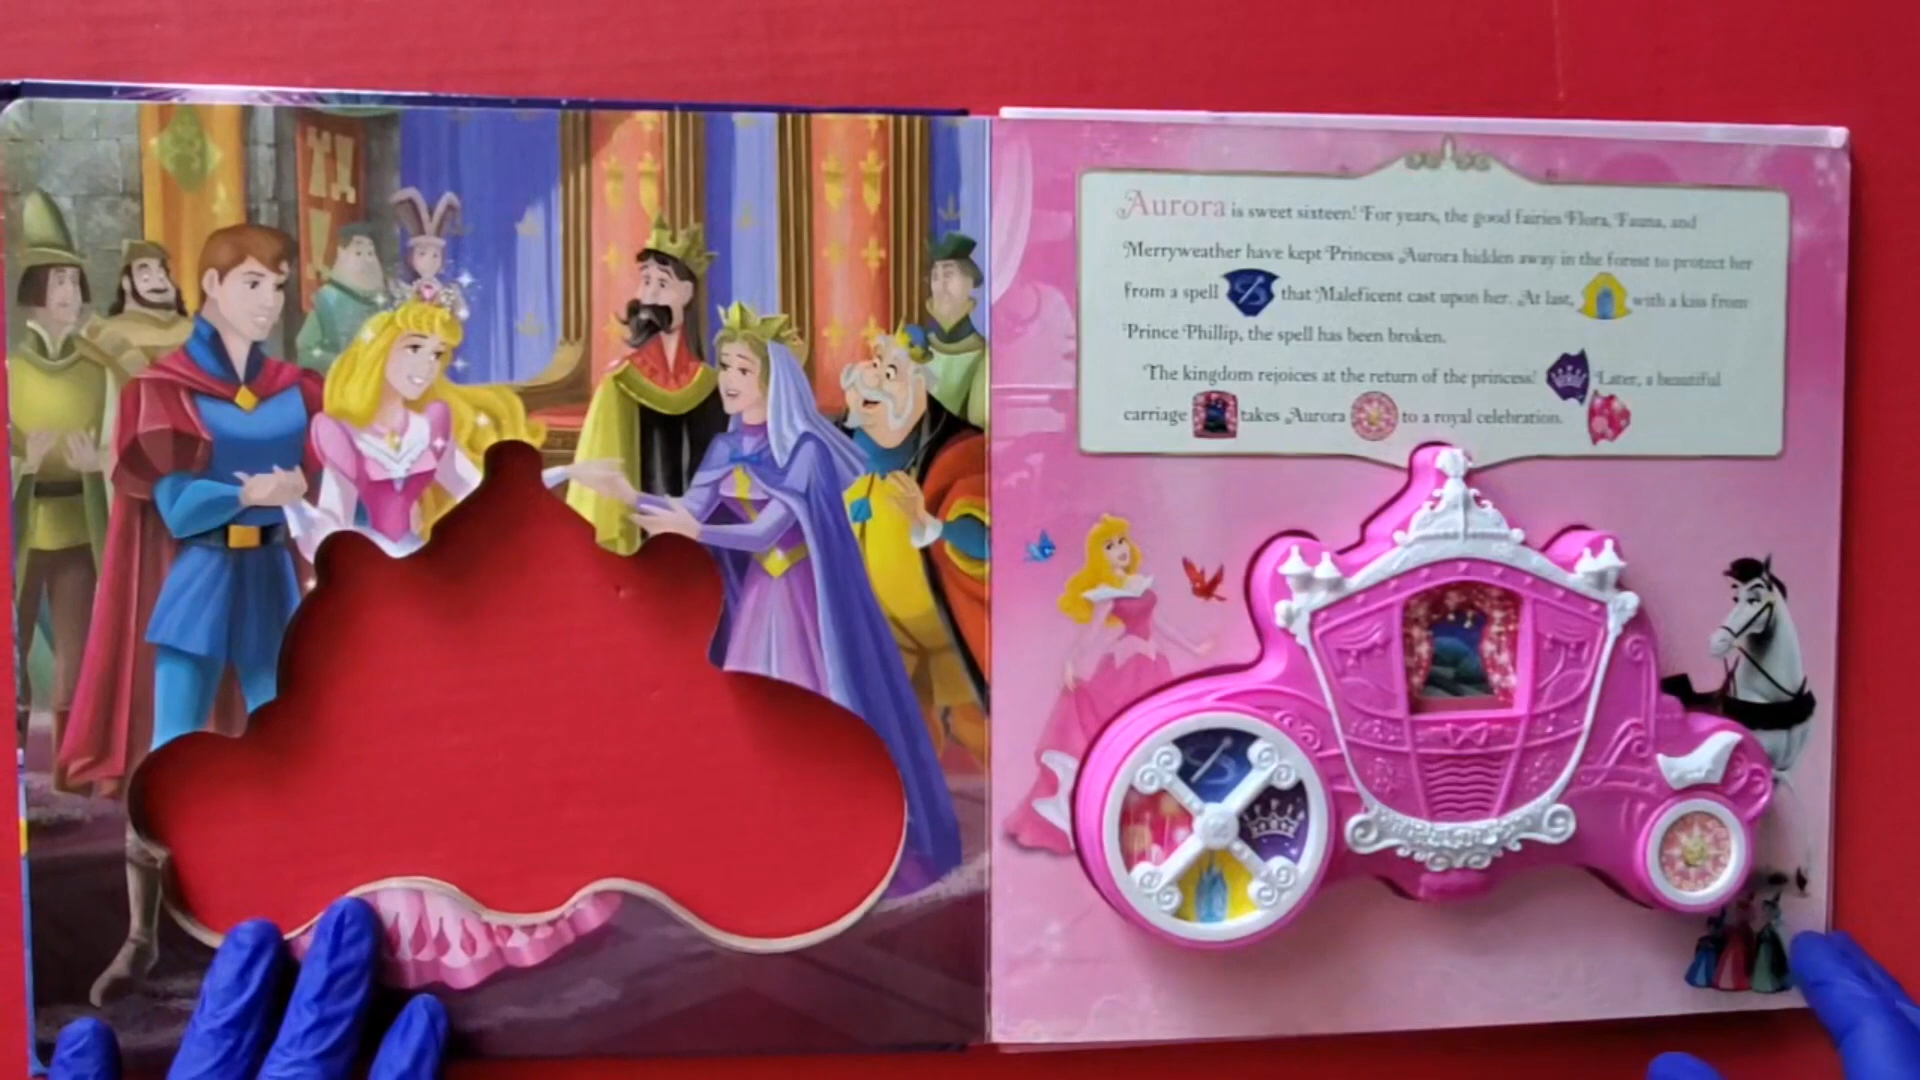 Aurora is sweet sixteen! For years, the good fairies Flora, Fauna, and
Merryweather have kept Princess Aurora hidden away in the forest to protect her
from a spell that Maleficent cast upon her. At last, with a kiss from
Prince Phillip, the spell has been broken.
The kingdom rejoices at the return of the princess! Later, a beautiful
carriage takes Aurora to a royal celebration.